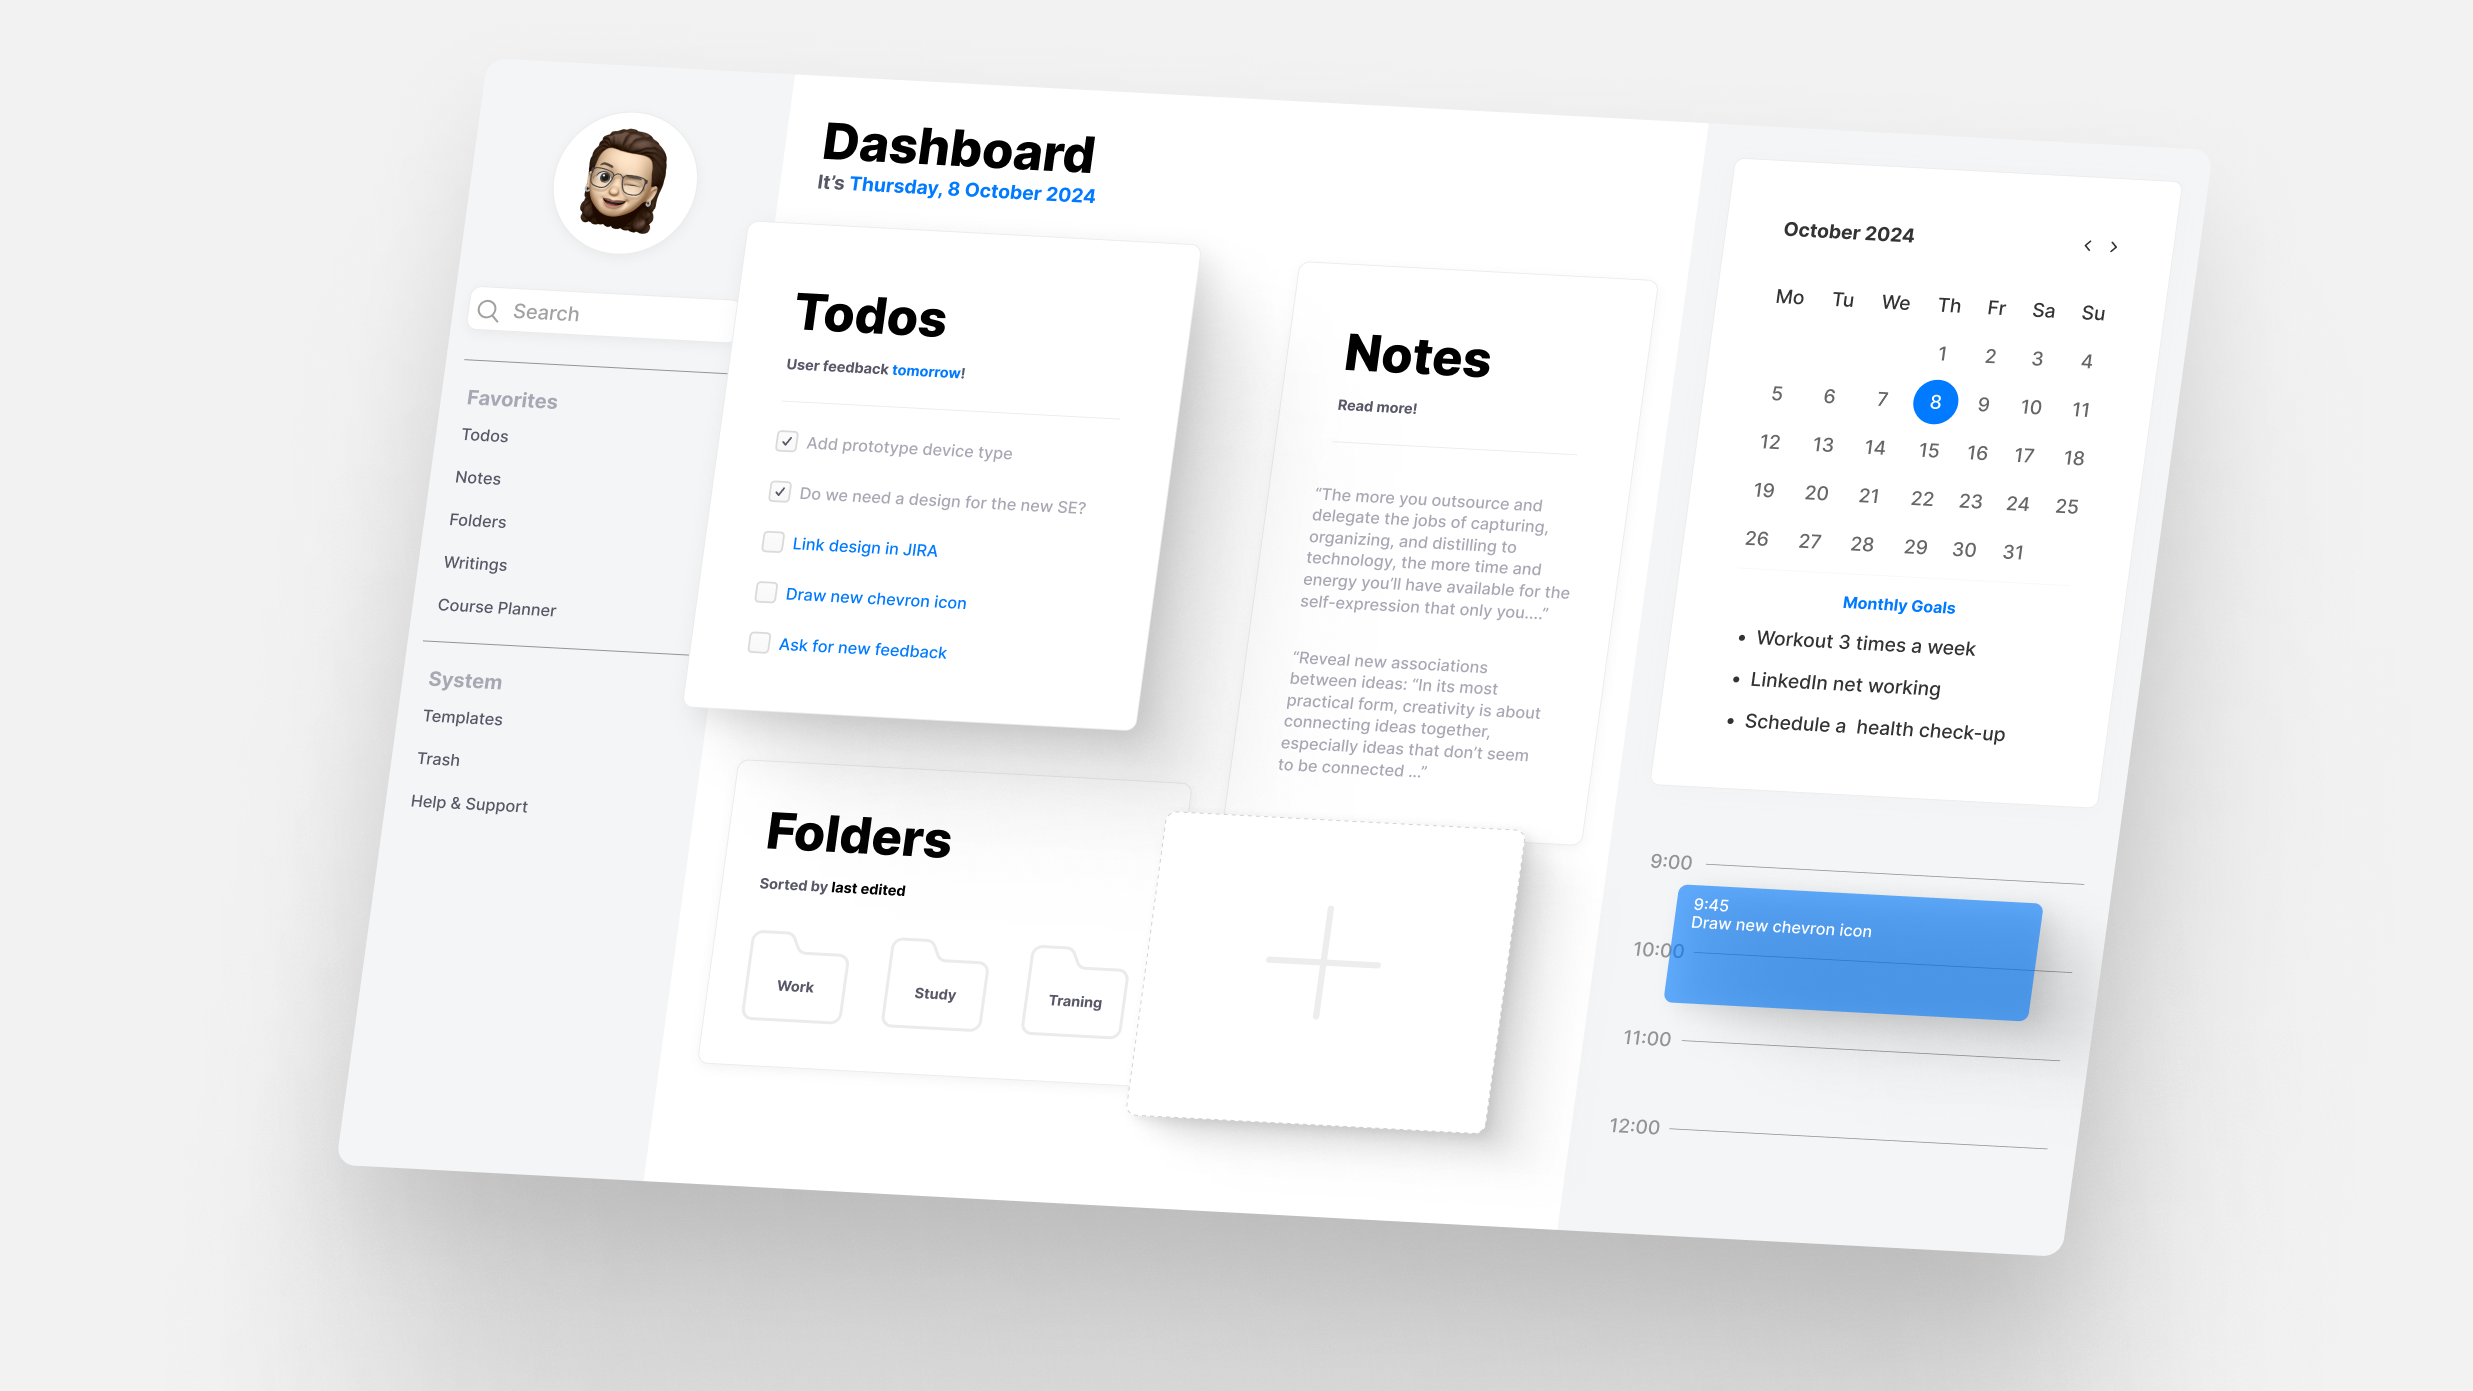 Search
Favorites
Todos
Notes
Folders
Writings
Course Planner
System
Templates
Trash
Help & Support
Dashboard
It’s Thursday, 8 October 2024
Todos
User feedback tomorrow!
Add prototype device type
Do we need a design for the new SE?
Link design in JIRA
Draw new chevron icon
Ask for new feedback
Notes
Read more!
“The more you outsource and
delegate the jobs of capturing,
organizing, and distilling to
technology, the more time and
energy you’ll have available for the
self-expression that only you....”
“Reveal new associations
between ideas: “In its most
practical form, creativity is about
connecting ideas together,
especially ideas that don’t seem
to be connected ...”
Folders
Sorted by last edited
Work
Study
Traning
October 2024
Mo Tu We Th Fr Sa Su
1 2 3 4
5 6 7 8 9 10 11
12 13 14 15 16 17 18
19 20 21 22 23 24 25
26 27 28 29 30 31
Monthly Goals
• Workout 3 times a week
• LinkedIn net working
• Schedule a  health check-up
9:00
9:45
Draw new chevron icon
10:00
11:00
12:00